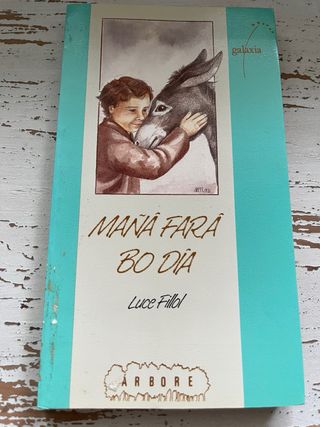 galaxia
MAÑÁ FARÁ
BO DÍA
Luce Fillol
ÁRBORE